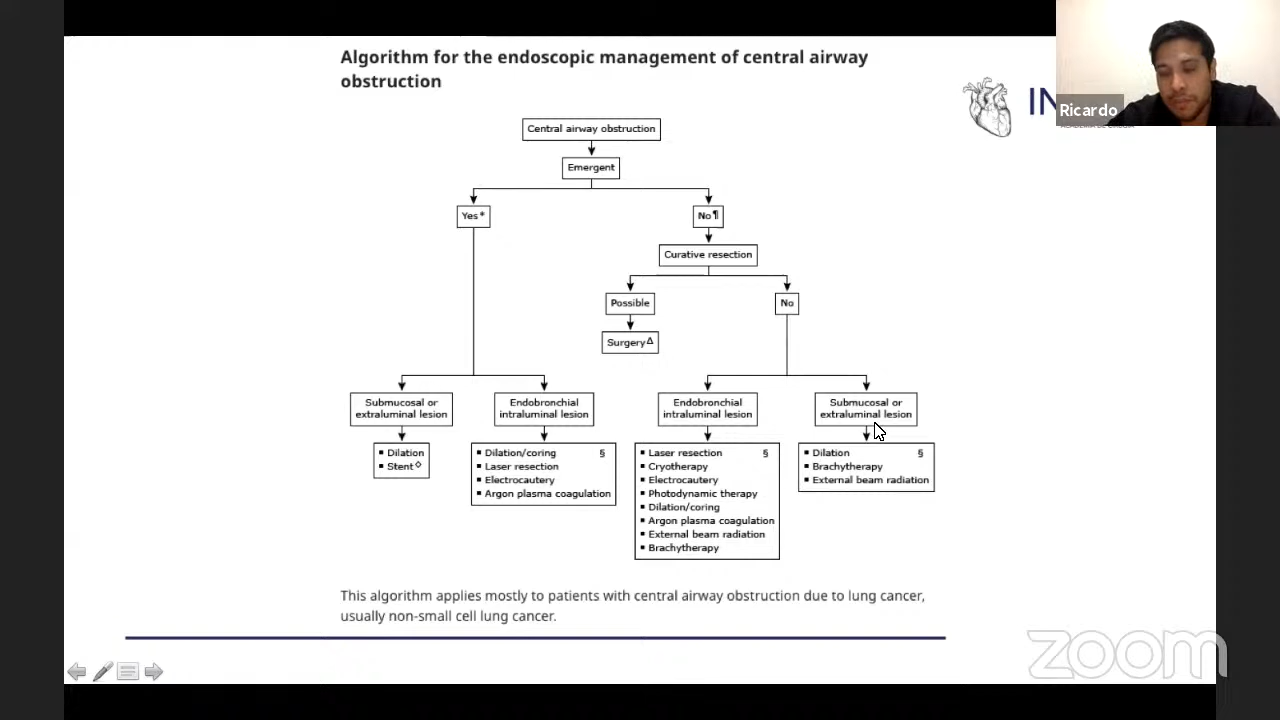 Algorithm for the endoscopic management of central airway
obstruction
Ricardo
Central airway obstruction
Emergent
Yes*
No¶
Curative resection
Possible
No
SurgeryΔ
Submucosal or
extraluminal lesion
Endobronchial
intraluminal lesion
Endobronchial
intraluminal lesion
Submucosal or
extraluminal lesion
▪ Dilation
▪ Stent◇
▪ Dilation/coring §
▪ Laser resection
▪ Electrocautery
▪ Argon plasma coagulation
▪ Laser resection §
▪ Cryotherapy
▪ Electrocautery
▪ Photodynamic therapy
▪ Dilation/coring
▪ Argon plasma coagulation
▪ External beam radiation
▪ Brachytherapy
▪ Dilation §
▪ Brachytherapy
▪ External beam radiation
This algorithm applies mostly to patients with central airway obstruction due to lung cancer,
usually non-small cell lung cancer.
zoom